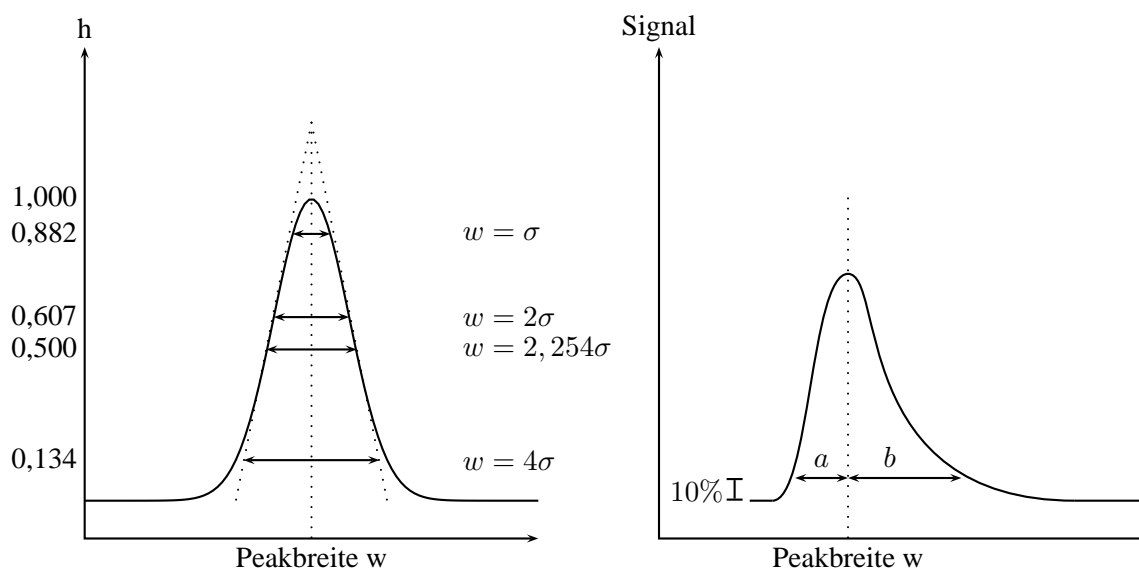 h
1,000
0,882
w = σ
0,607
w = 2σ
0,500
w = 2, 254σ
0,134
w = 4σ
Peakbreite w
Signal
a
b
10%
Peakbreite w